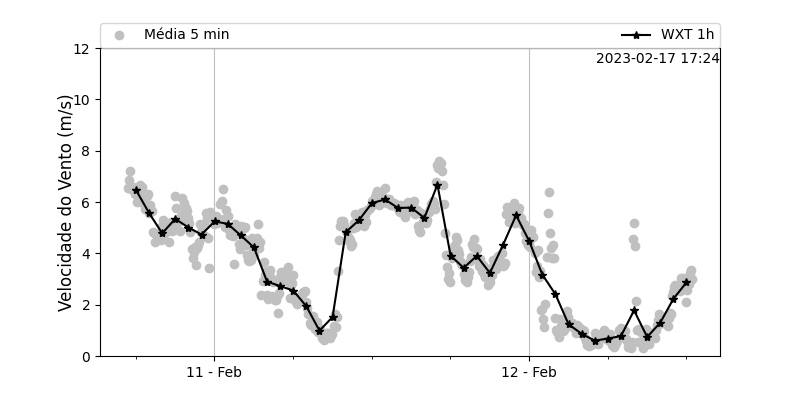 Média 5 min
WXT 1h
2023-02-17 17:24
Velocidade do Vento (m/s)
12
10
8
6
4
2
0
11 - Feb
12 - Feb